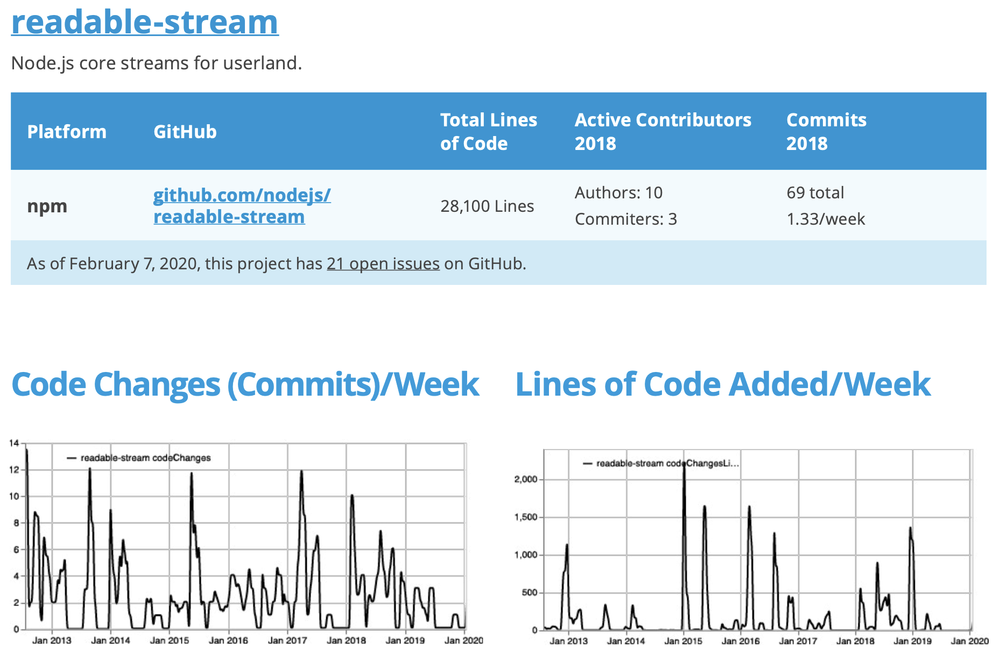 readable-stream
Node.js core streams for userland.
Platform
GitHub
Total Lines
of Code
Active Contributors
2018
Commits
2018
npm
github.com/nodejs/
readable-stream
28,100 Lines
Authors: 10
Commiters: 3
69 total
1.33/week
As of February 7, 2020, this project has 21 open issues on GitHub.
Code Changes (Commits)/Week
14
12
10
8
6
4
2
0
readable-stream codeChanges
Jan 2013 Jan 2014 Jan 2015 Jan 2016 Jan 2017 Jan 2018 Jan 2019 Jan 2020
Lines of Code Added/Week
2,000
1,500
1,000
500
0
readable-stream codeChangesLi...
Jan 2013 Jan 2014 Jan 2015 Jan 2016 Jan 2017 Jan 2018 Jan 2019 Jan 2020